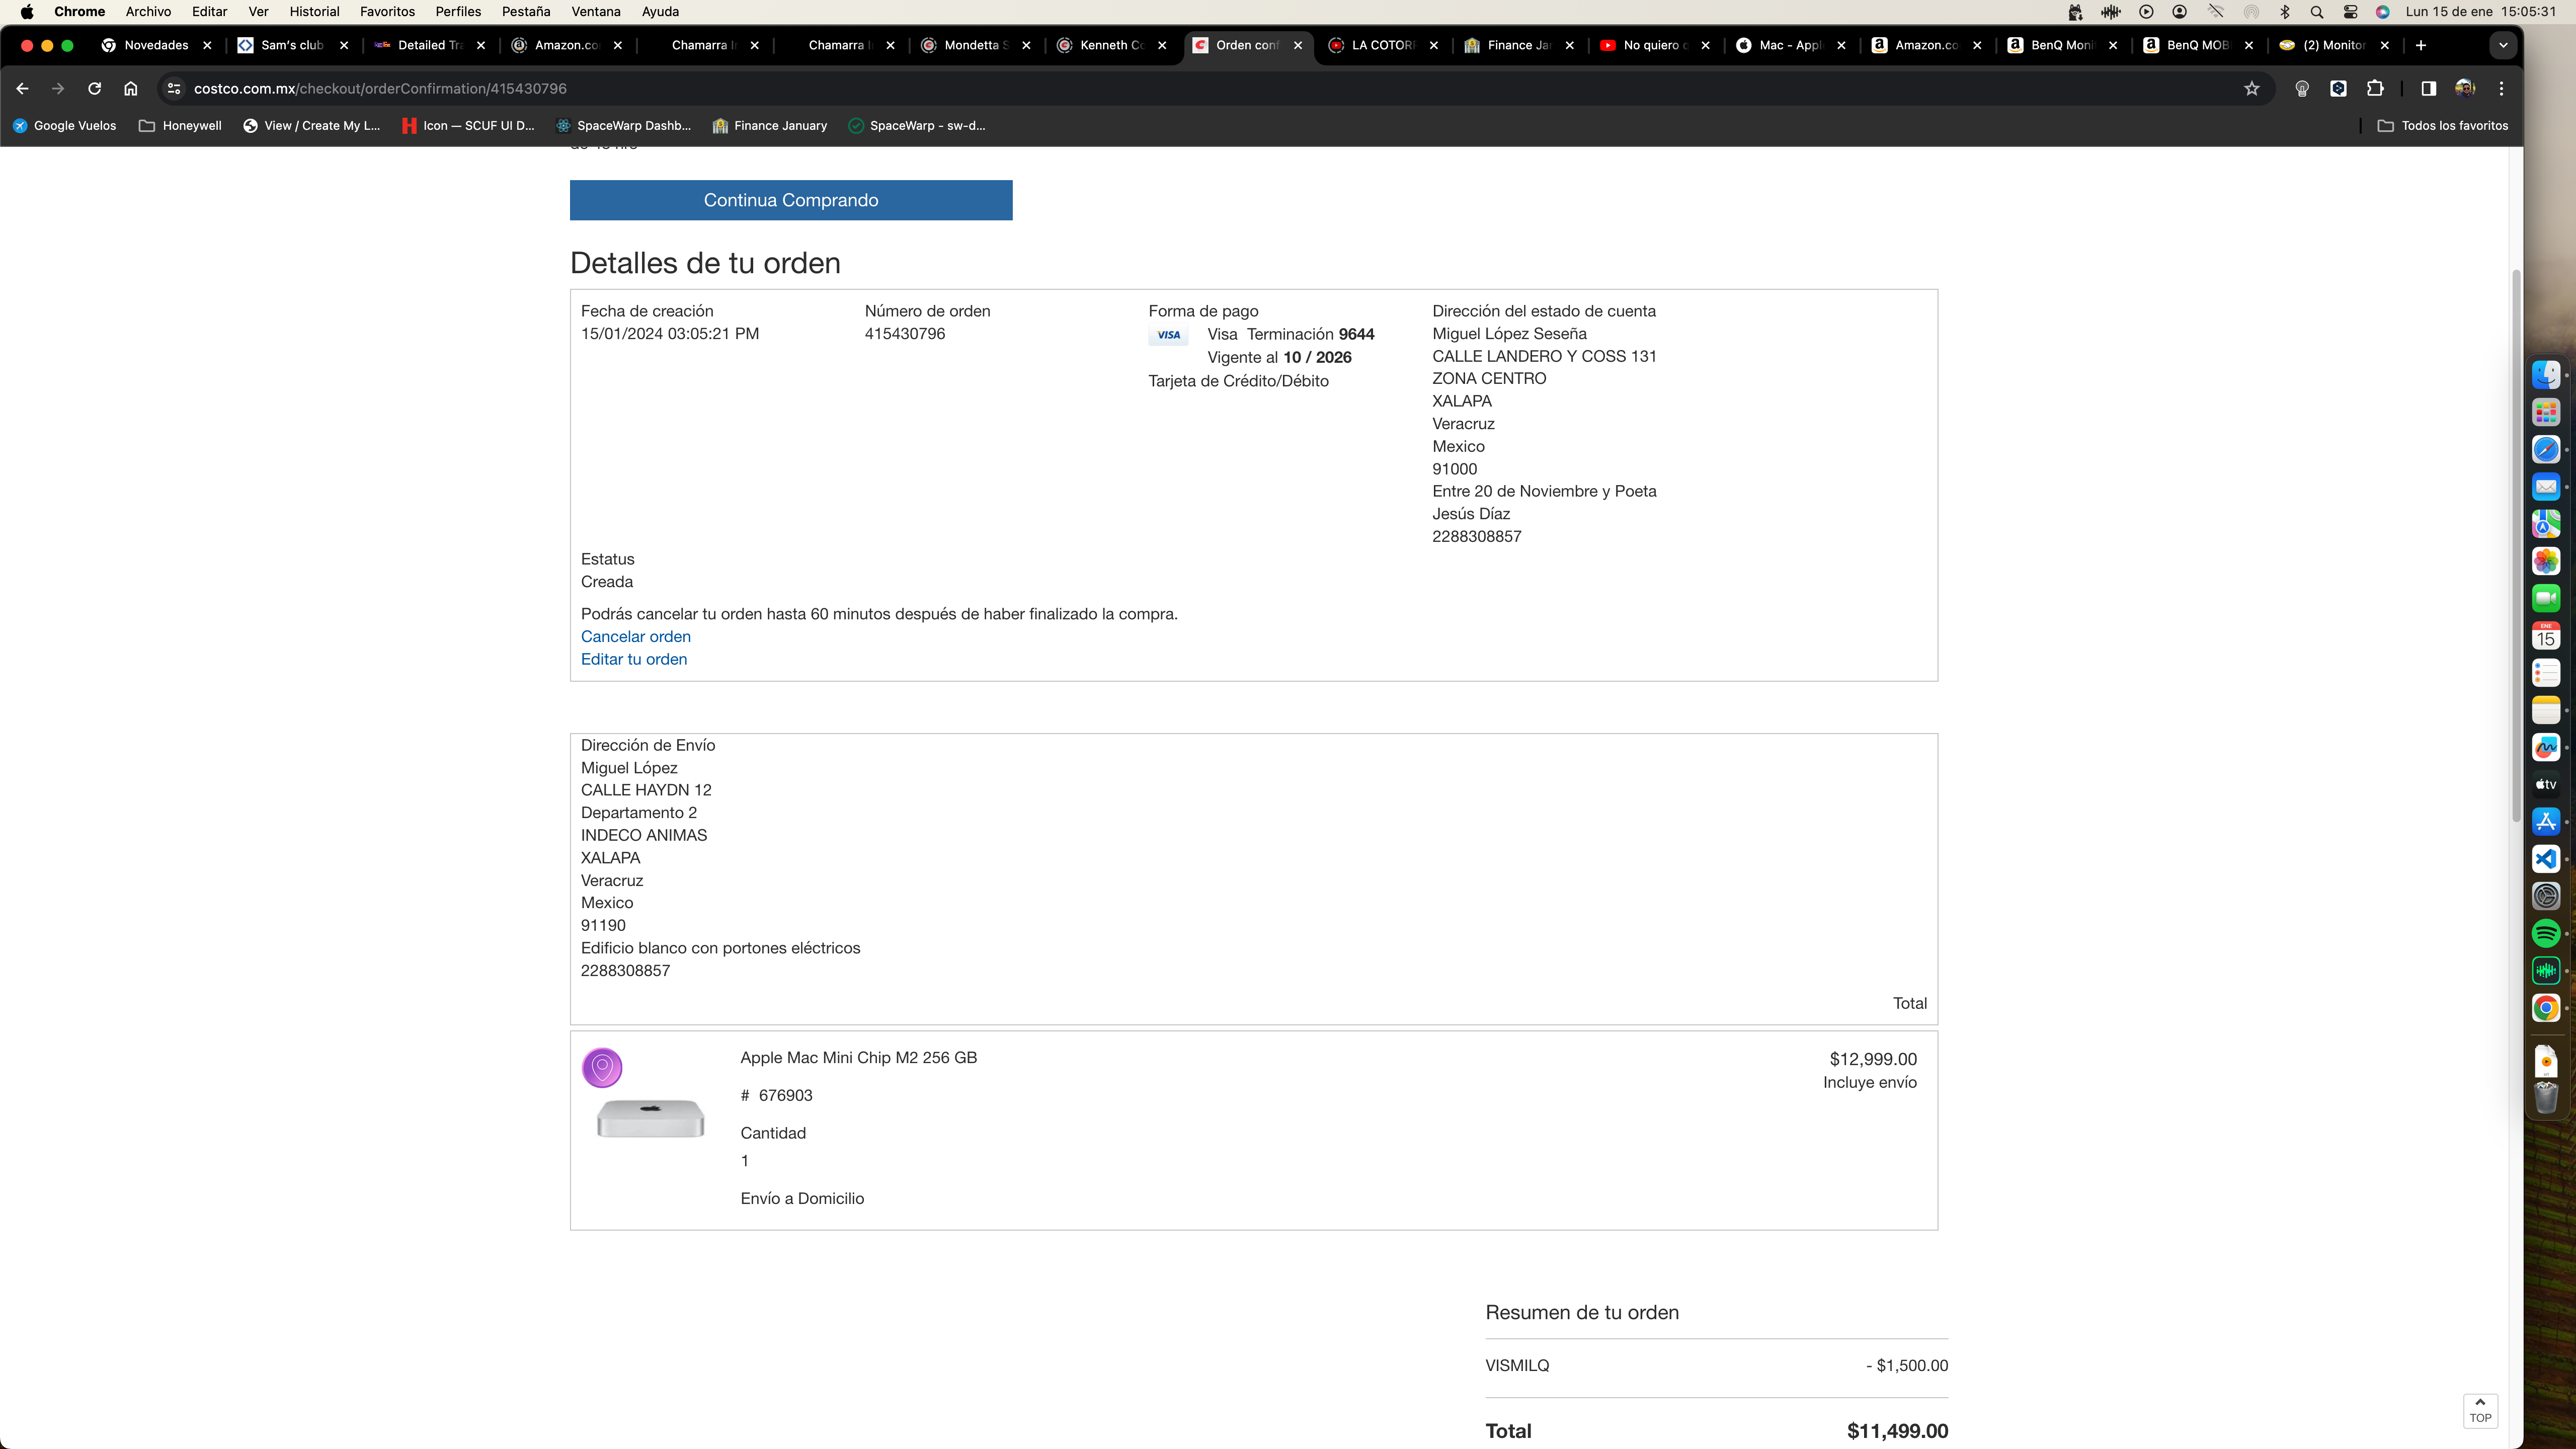 Chrome Archivo Editar Ver Historial Favoritos Perfiles Pestaña Ventana Ayuda Lun 15 de ene 15:05:31
Novedades Sam's club Detailed Tra Amazon.co Chamarra I Chamarra I Mondetta S Kenneth Co Orden conf LA COTOR Finance Jan No quiero Mac - Appl Amazon.co BenQ Moni BenQ MOB (2) Monitor
costco.com.mx/checkout/orderConfirmation/415430796
Google Vuelos Honeywell View / Create My L... Icon — SCUF UI D... SpaceWarp Dashb... Finance January SpaceWarp - sw-d... Todos los favoritos
Continua Comprando
Detalles de tu orden
Fecha de creación
15/01/2024 03:05:21 PM
Número de orden
415430796
Forma de pago
VISA Visa Terminación 9644
Vigente al 10 / 2026
Tarjeta de Crédito/Débito
Dirección del estado de cuenta
Miguel López Seseña
CALLE LANDERO Y COSS 131
ZONA CENTRO
XALAPA
Veracruz
Mexico
91000
Entre 20 de Noviembre y Poeta
Jesús Díaz
2288308857
Estatus
Creada
Podrás cancelar tu orden hasta 60 minutos después de haber finalizado la compra.
Cancelar orden
Editar tu orden
Dirección de Envío
Miguel López
CALLE HAYDN 12
Departamento 2
INDECO ANIMAS
XALAPA
Veracruz
Mexico
91190
Edificio blanco con portones eléctricos
2288308857
Total
Apple Mac Mini Chip M2 256 GB
# 676903
Cantidad
1
Envío a Domicilio
$12,999.00
Incluye envío
Resumen de tu orden
VISMILQ - $1,500.00
Total $11,499.00
TOP
ENE
15
tv